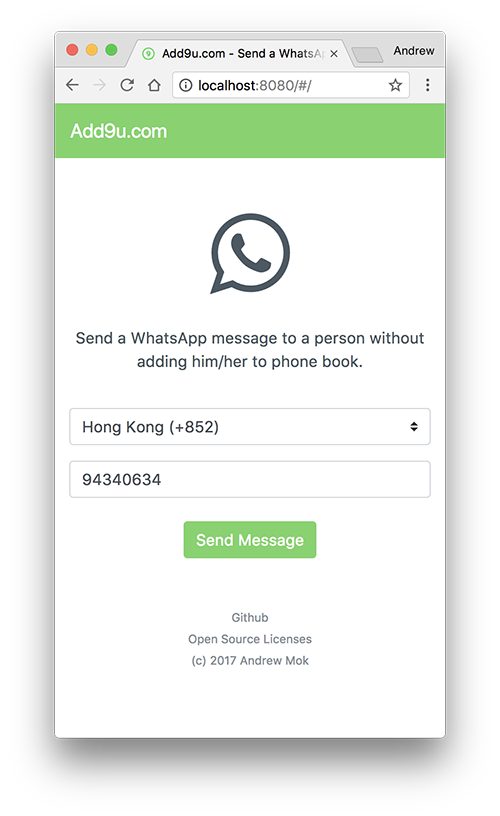 Add9u.com - Send a WhatsA
Andrew
localhost:8080/#/
Add9u.com
Send a WhatsApp message to a person without
adding him/her to phone book.
Hong Kong (+852)
94340634
Send Message
Github
Open Source Licenses
(c) 2017 Andrew Mok